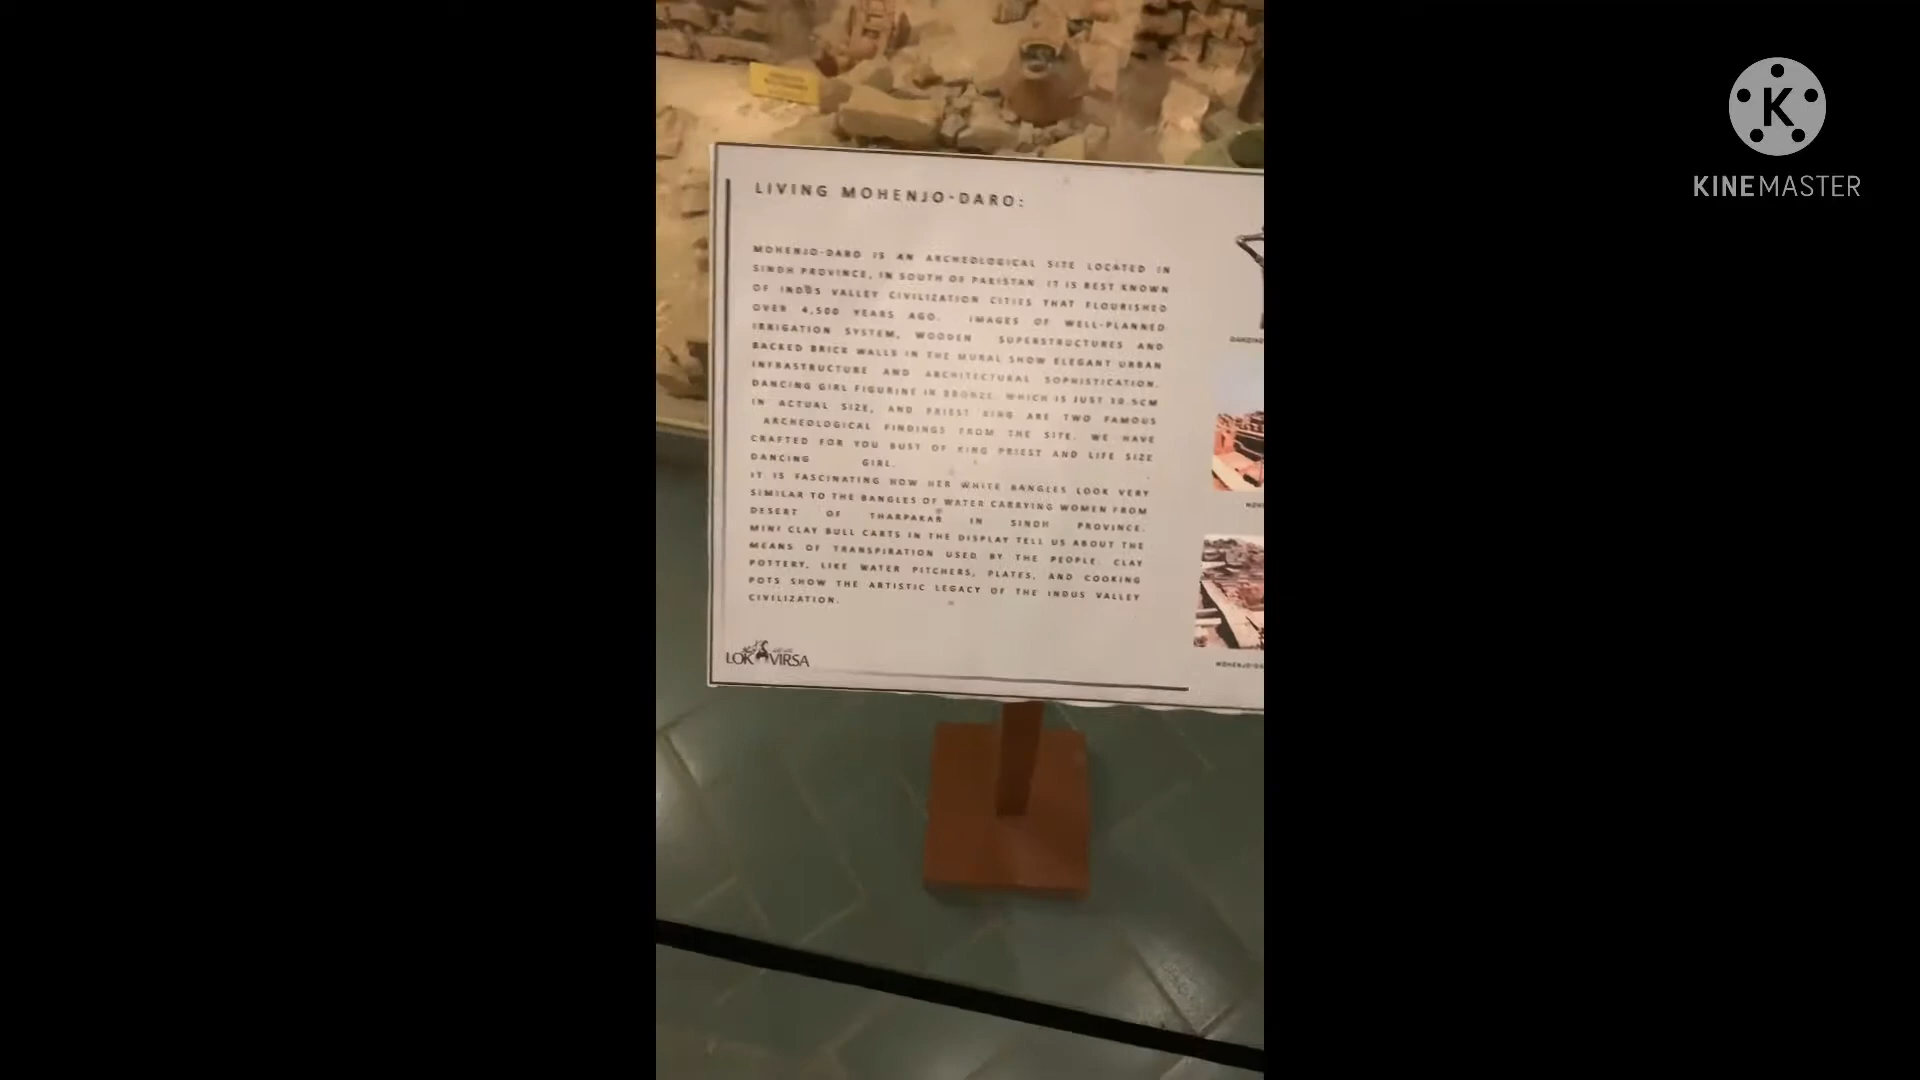 LIVING MOHENJO-DARO:
MOHENJO-DARO IS AN ARCHEOLOGICAL SITE LOCATED IN
SINDH PROVINCE, IN SOUTH OF PAKISTAN. IT IS BEST KNOWN
OF INDUS VALLEY CIVILIZATION CITIES THAT FLOURISHED
OVER 4,500 YEARS AGO. IMAGES OF WELL-PLANNED
IRRIGATION SYSTEM, WOODEN SUPERSTRUCTURES AND
BACKED BRICK WALLS IN THE MURAL SHOW ELEGANT URBAN
INFRASTRUCTURE AND ARCHITECTURAL SOPHISTICATION.
DANCING GIRL FIGURINE IN BRONZE, WHICH IS JUST 10.5CM
IN ACTUAL SIZE, AND PRIEST KING ARE TWO FAMOUS
ARCHEOLOGICAL FINDINGS FROM THE SITE. WE HAVE
CRAFTED FOR YOU BUST OF KING PRIEST AND LIFE SIZE
DANCING GIRL.
IT IS FASCINATING HOW HER WHITE BANGLES LOOK VERY
SIMILAR TO THE BANGLES OF WATER CARRYING WOMEN FROM
DESERT OF THARPAKAR IN SINDH PROVINCE.
MINI CLAY BULL CARTS IN THE DISPLAY TELL US ABOUT THE
MEANS OF TRANSPIRATION USED BY THE PEOPLE. CLAY
POTTERY, LIKE WATER PITCHERS, PLATES, AND COOKING
POTS SHOW THE ARTISTIC LEGACY OF THE INDUS VALLEY
CIVILIZATION.
LOK VIRSA
K
KINEMASTER